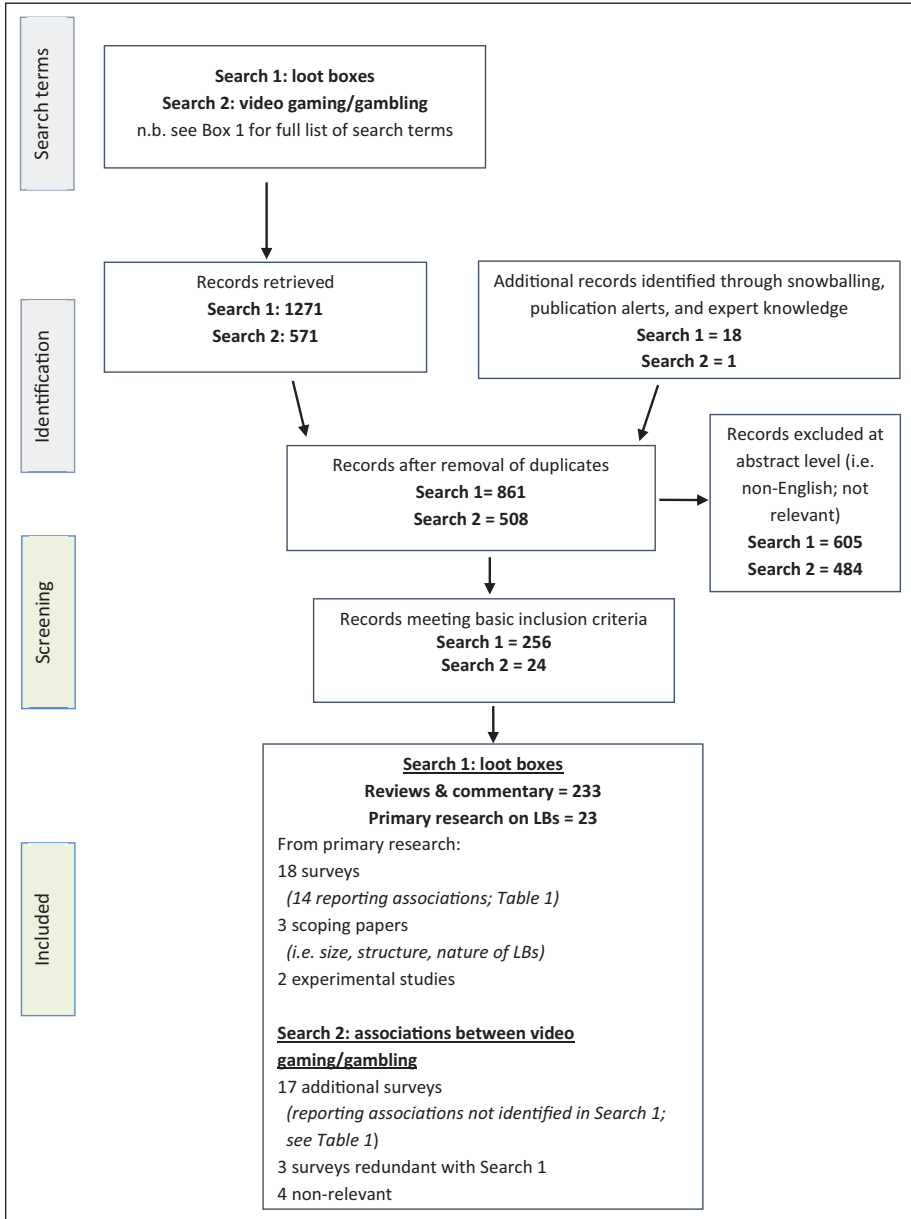 Search terms
Search 1: loot boxes
Search 2: video gaming/gambling
n.b. see Box 1 for full list of search terms
Identification
Records retrieved
Search 1: 1271
Search 2: 571
Additional records identified through snowballing,
publication alerts, and expert knowledge
Search 1 = 18
Search 2 = 1
Records after removal of duplicates
Search 1= 861
Search 2 = 508
Records excluded at
abstract level (i.e.
non-English; not
relevant)
Search 1 = 605
Search 2 = 484
Screening
Records meeting basic inclusion criteria
Search 1 = 256
Search 2 = 24
Included
Search 1: loot boxes
Reviews & commentary = 233
Primary research on LBs = 23
From primary research:
18 surveys
(14 reporting associations; Table 1)
3 scoping papers
(i.e. size, structure, nature of LBs)
2 experimental studies
Search 2: associations between video
gaming/gambling
17 additional surveys
(reporting associations not identified in Search 1;
see Table 1)
3 surveys redundant with Search 1
4 non-relevant